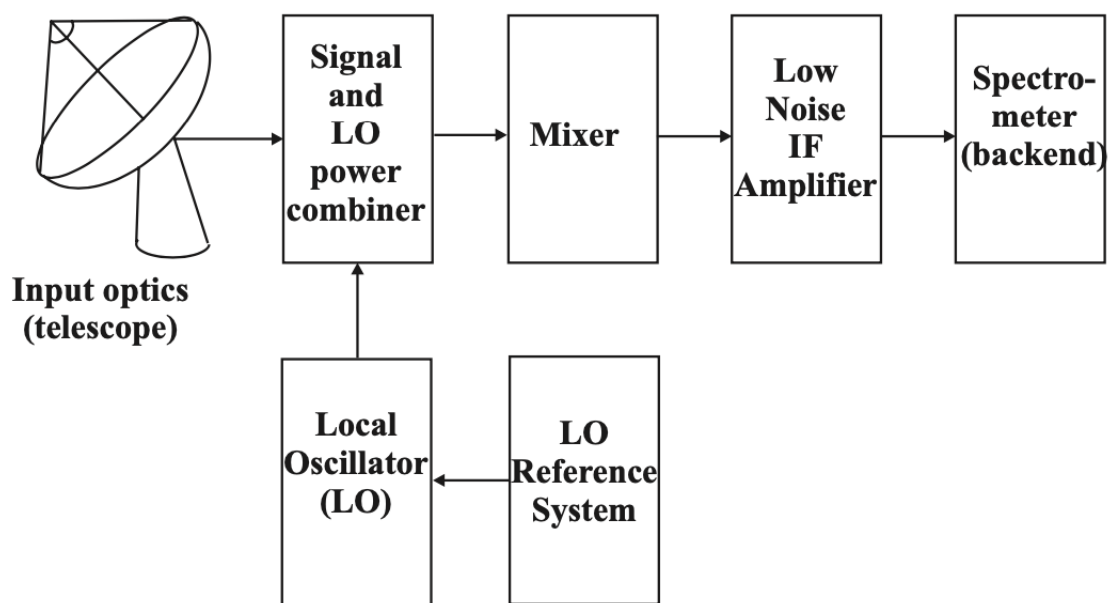 Signal
and
LO
power
combiner
Mixer
Low
Noise
IF
Amplifier
Spectro-
meter
(backend)
Input optics
(telescope)
Local
Oscillator
(LO)
LO
Reference
System